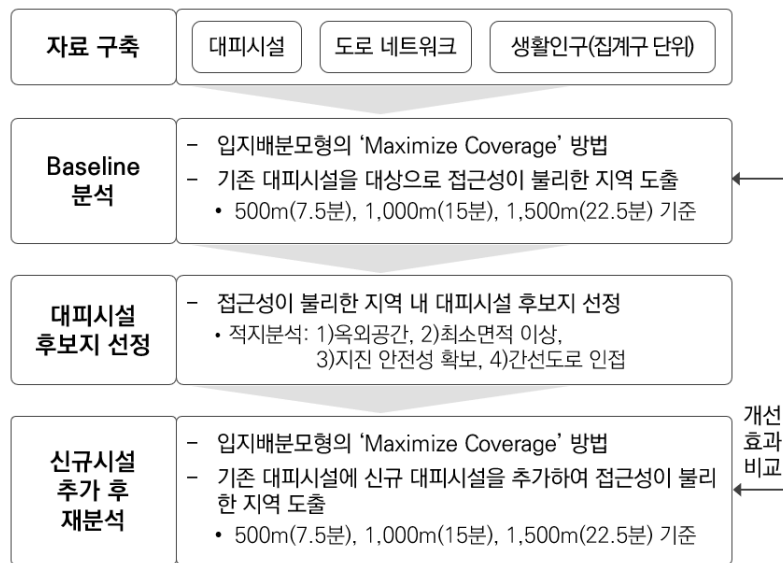 자료 구축
대피시설
도로 네트워크
생활인구(집계구 단위)
Baseline
분석
- 입지배분모형의 ‘Maximize Coverage’ 방법
- 기존 대피시설을 대상으로 접근성이 불리한 지역 도출
• 500m(7.5분), 1,000m(15분), 1,500m(22.5분) 기준
대피시설
후보지 선정
- 접근성이 불리한 지역 내 대피시설 후보지 선정
• 적지분석: 1)옥외공간, 2)최소면적 이상,
3)지진 안전성 확보, 4)간선도로 인접
신규시설
추가 후
재분석
- 입지배분모형의 ‘Maximize Coverage’ 방법
- 기존 대피시설에 신규 대피시설을 추가하여 접근성이 불리
한 지역 도출
• 500m(7.5분), 1,000m(15분), 1,500m(22.5분) 기준
개선
효과
비교